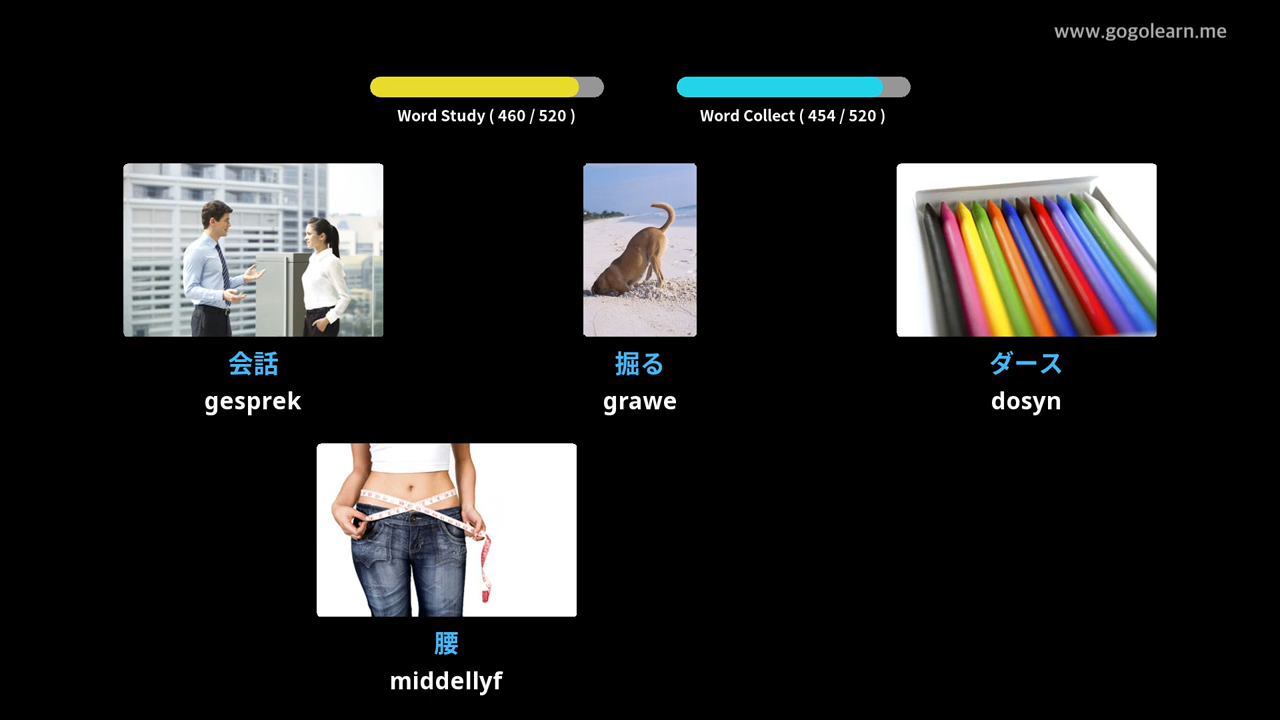 www.gogolearn.me
Word Study ( 460 / 520 )
Word Collect ( 454 / 520 )
会話
gesprek
掘る
grawe
ダース
dosyn
腰
middellyf